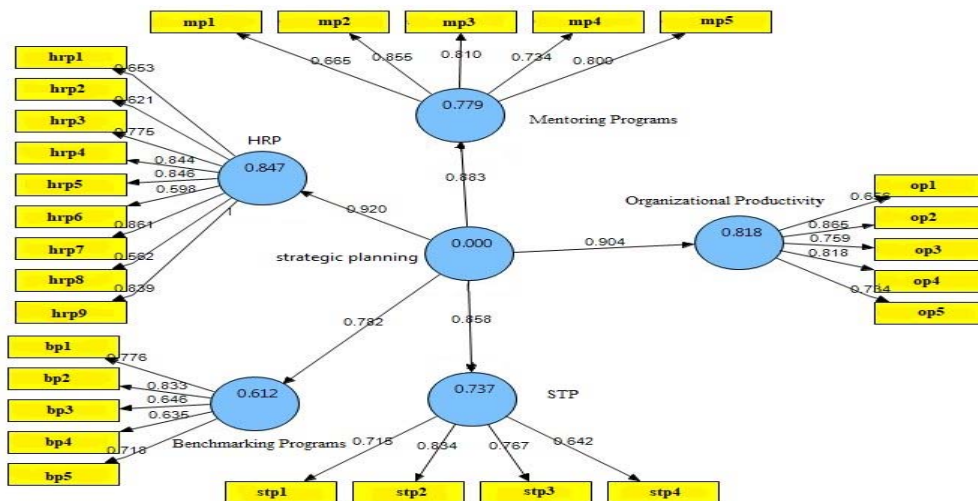 mp1
mp2
mp3
mp4
mp5
0.665
0.855
0.810
0.734
0.800
0.779
Mentoring Programs
hrp1
hrp2
hrp3
hrp4
hrp5
hrp6
hrp7
hrp8
hrp9
0.653
0.621
0.775
0.844
0.846
0.598
0.861
0.562
0.839
1
HRP
0.847
0.920
0.883
strategic planning
0.000
0.904
Organizational Productivity
0.818
0.656
0.865
0.759
0.818
0.734
op1
op2
op3
op4
op5
0.782
0.858
bp1
bp2
bp3
bp4
bp5
0.776
0.833
0.646
0.635
0.718
0.612
Benchmarking Programs
0.737
STP
0.715
0.834
0.767
0.642
stp1
stp2
stp3
stp4